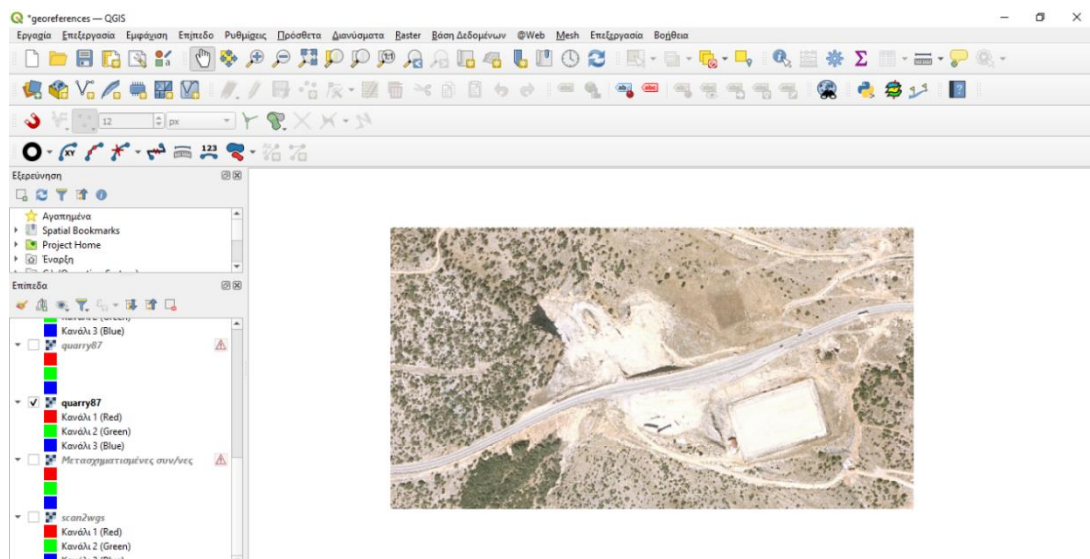 *georeferences — QGIS
Εργασία Επεξεργασία Εμφάνιση Επίπεδο Ρυθμίσεις Πρόσθετα Διανύσματα Raster Βάση Δεδομένων @Web Mesh Επεξεργασία Βοήθεια
12 px
XY 123
Εξερεύνηση
Αγαπημένα
Spatial Bookmarks
Project Home
Έναρξη
Επίπεδα
Κανάλι 3 (Blue)
quarry87
quarry87
Κανάλι 1 (Red)
Κανάλι 2 (Green)
Κανάλι 3 (Blue)
Μετασχηματισμένες συν/νες
scan2wgs
Κανάλι 1 (Red)
Κανάλι 2 (Green)